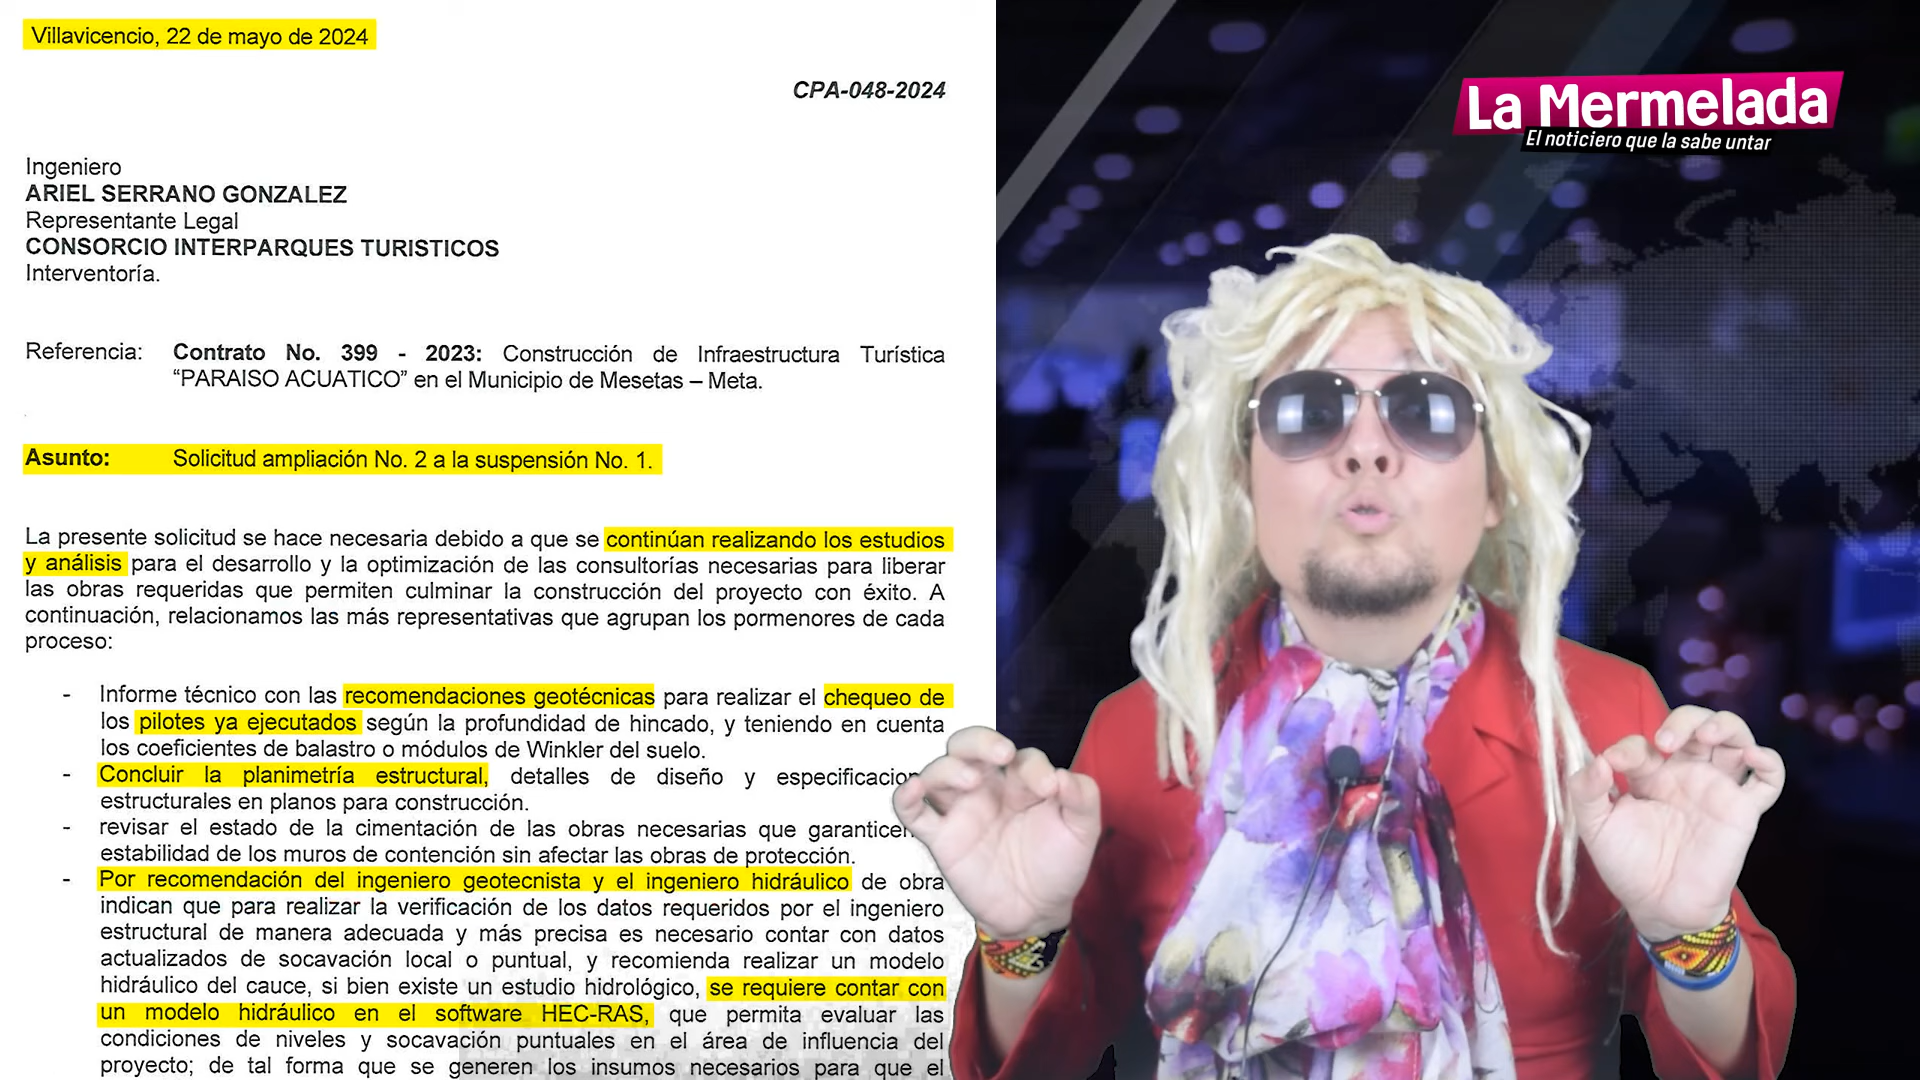 Villavicencio, 22 de mayo de 2024
CPA-048-2024
Ingeniero
ARIEL SERRANO GONZALEZ
Representante Legal
CONSORCIO INTERPARQUES TURISTICOS
Interventoría.
Referencia: Contrato No. 399 - 2023: Construcción de Infraestructura Turística
“PARAISO ACUATICO” en el Municipio de Mesetas – Meta.
Asunto: Solicitud ampliación No. 2 a la suspensión No. 1.
La presente solicitud se hace necesaria debido a que se continúan realizando los estudios
y análisis para el desarrollo y la optimización de las consultorías necesarias para liberar
las obras requeridas que permiten culminar la construcción del proyecto con éxito. A
continuación, relacionamos las más representativas que agrupan los pormenores de cada
proceso:
- Informe técnico con las recomendaciones geotécnicas para realizar el chequeo de
los pilotes ya ejecutados según la profundidad de hincado, y teniendo en cuenta
los coeficientes de balastro o módulos de Winkler del suelo.
- Concluir la planimetría estructural, detalles de diseño y
estructurales en planos para construcción.
- revisar el estado de la cimentación de las obras necesarias que
estabilidad de los muros de contención sin afectar las obras de protección.
- Por recomendación del ingeniero geotecnista y el ingeniero hidráulico de obra
indican que para realizar la verificación de los datos requeridos por el ingeniero
estructural de manera adecuada y más precisa es necesario contar con datos
actualizados de socavación local o puntual, y recomienda realizar un modelo
hidráulico del cauce, si bien existe un estudio hidrológico, se requiere contar con
un modelo hidráulico en el software HEC-RAS, que permita evaluar las
condiciones de niveles y socavación puntuales en el área de influencia del
proyecto; de tal forma que se generen los insumos necesarios para que el
La Mermelada
El noticiero que la sabe untar